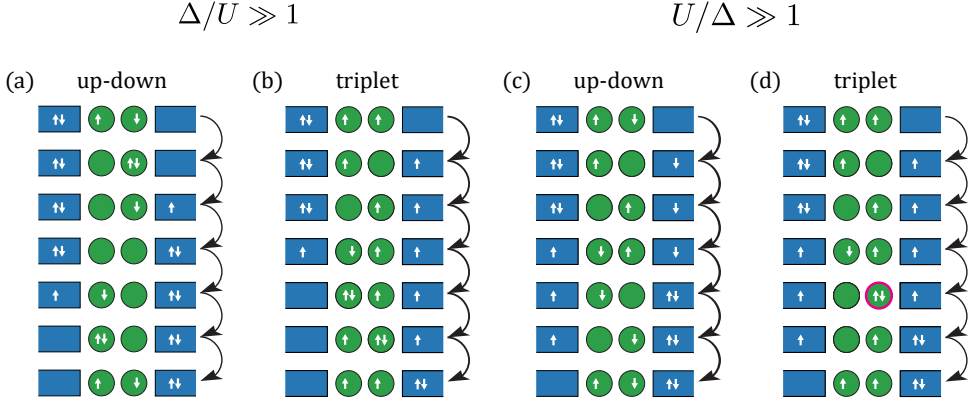 Δ/U ≫ 1
U/Δ ≫ 1
(a) up-down
(b) triplet
(c) up-down
(d) triplet